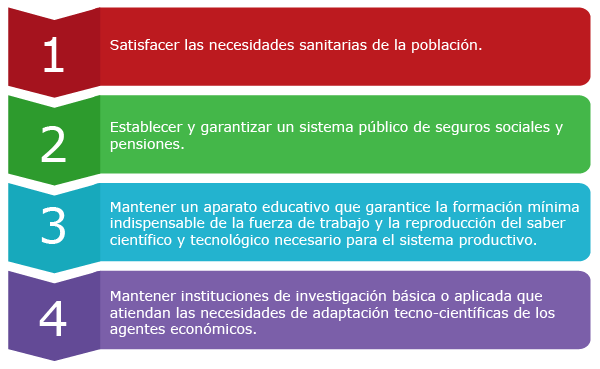 1
Satisfacer las necesidades sanitarias de la población.
2
Establecer y garantizar un sistema público de seguros sociales y
pensiones.
3
Mantener un aparato educativo que garantice la formación mínima
indispensable de la fuerza de trabajo y la reproducción del saber
científico y tecnológico necesario para el sistema productivo.
4
Mantener instituciones de investigación básica o aplicada que
atiendan las necesidades de adaptación tecno-científicas de los
agentes económicos.